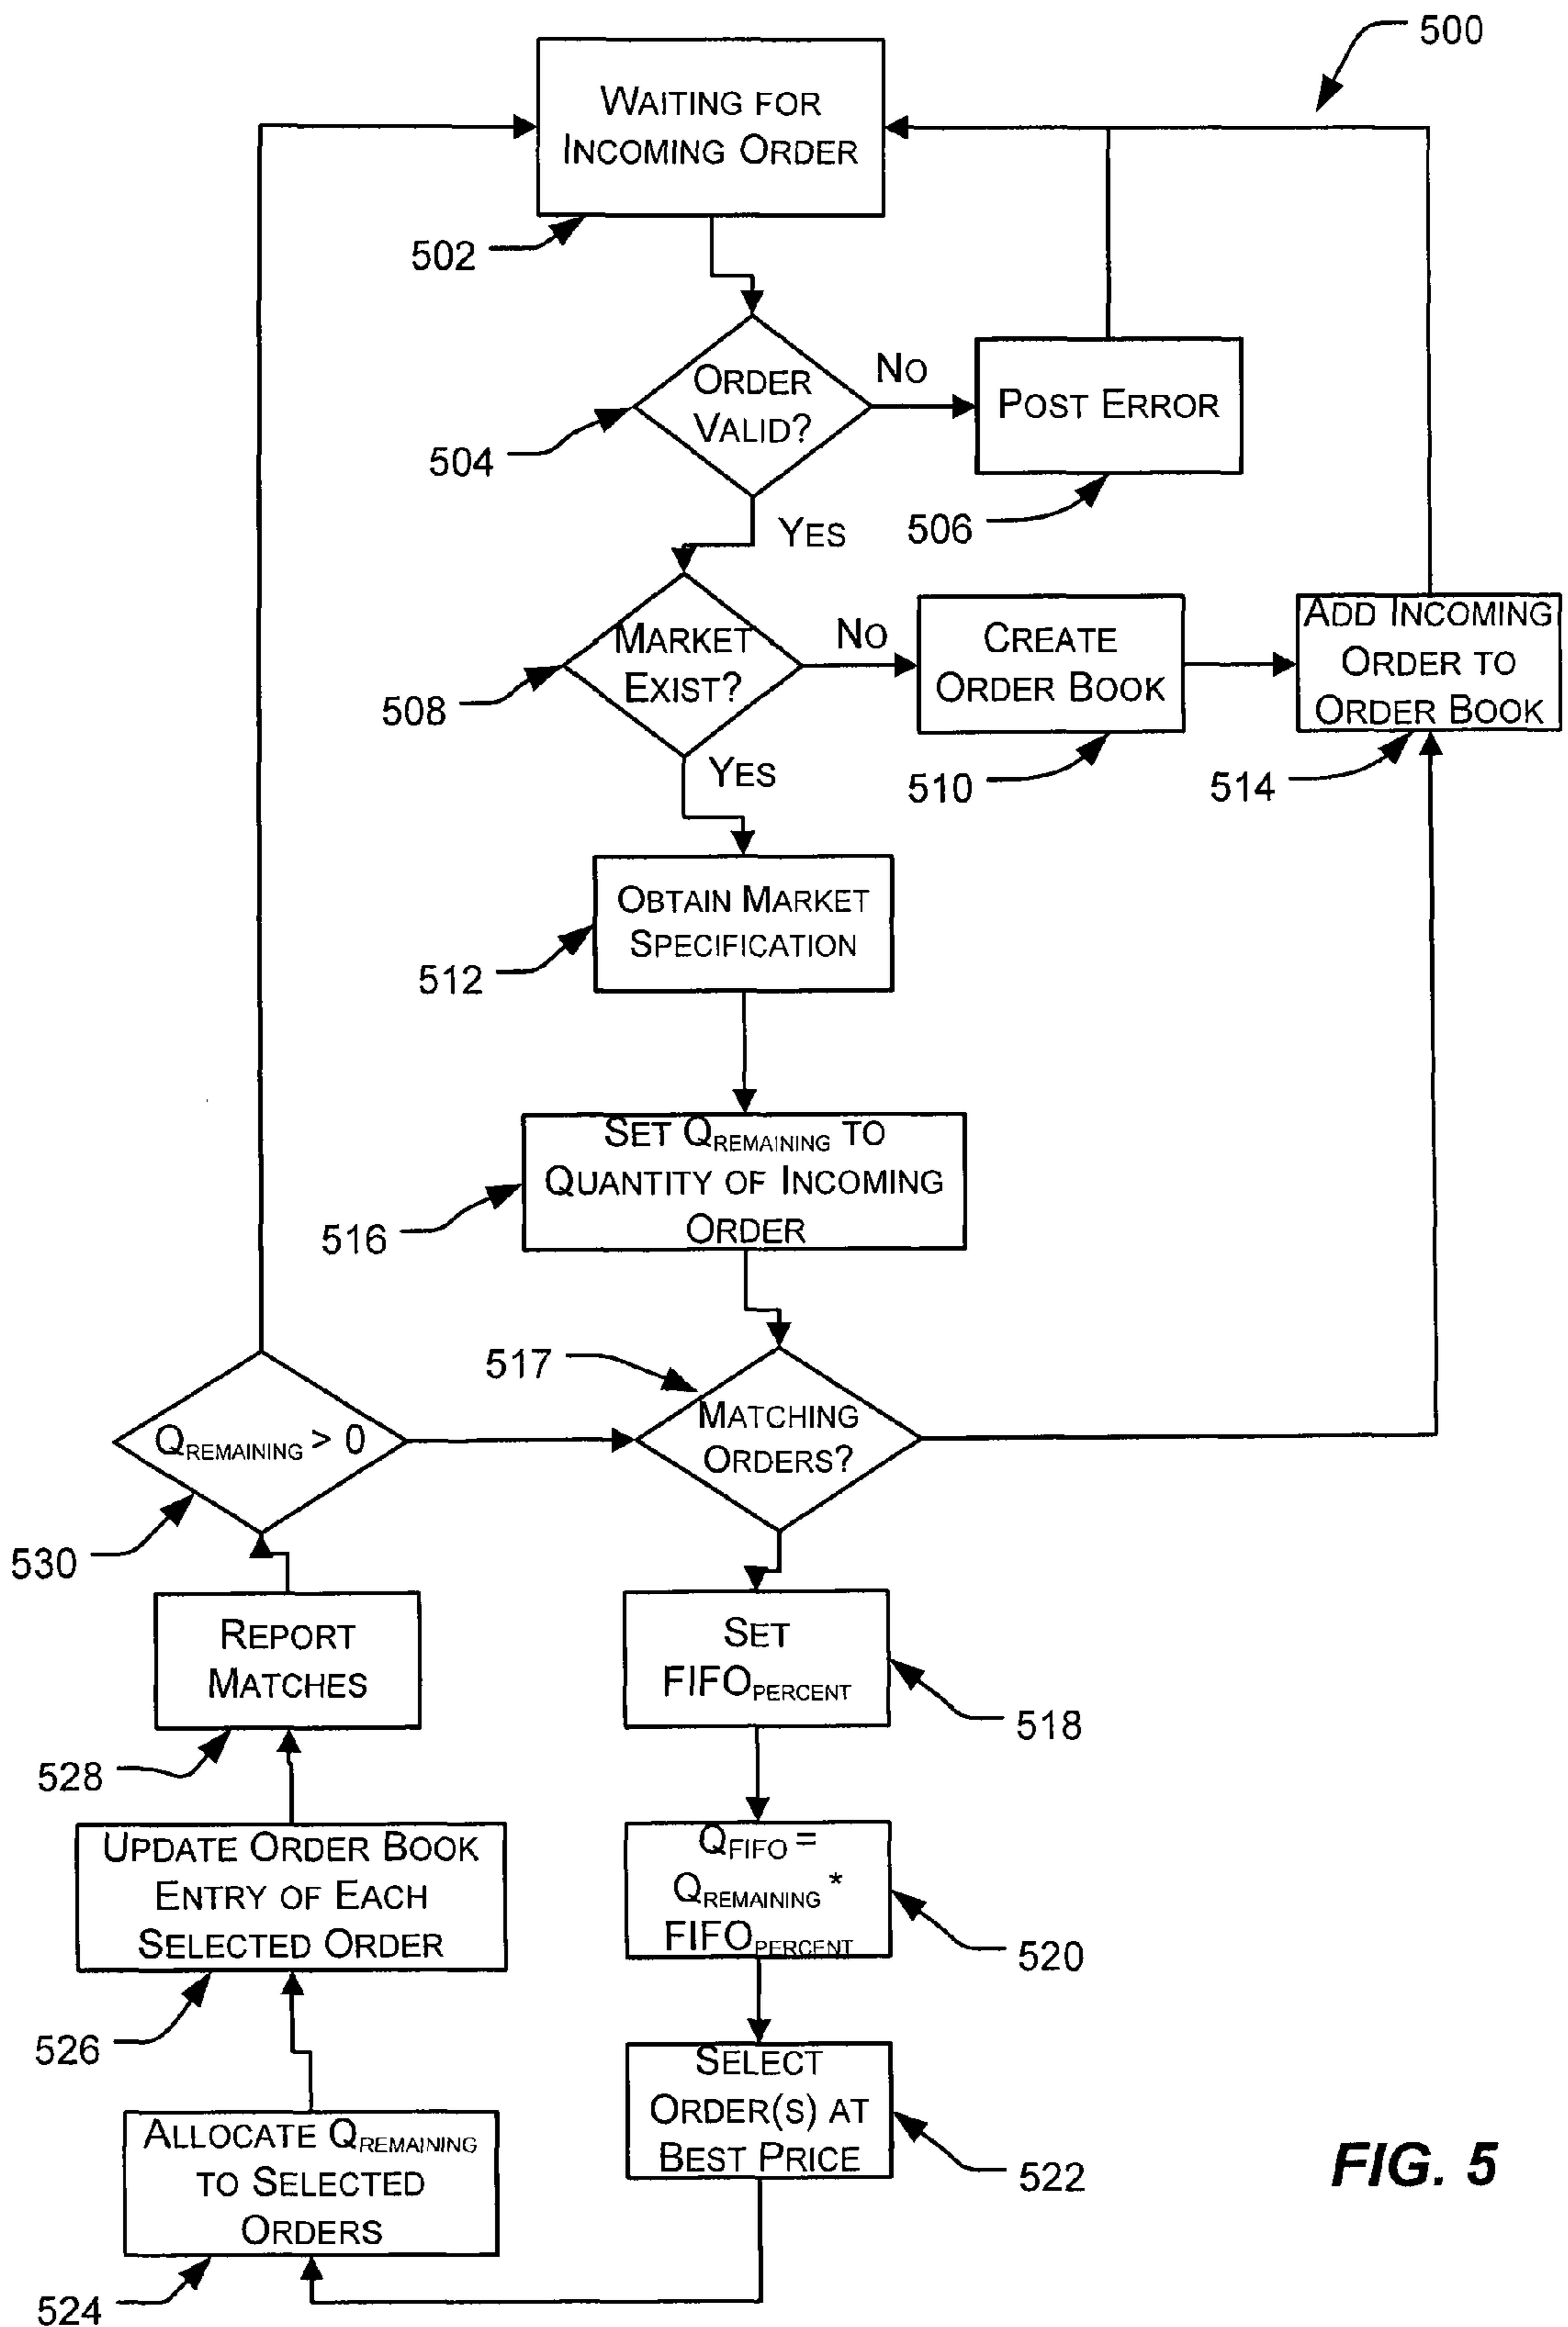 500
WAITING FOR
INCOMING ORDER
502
ORDER
VALID?
NO
POST ERROR
504
506
YES
MARKET
EXIST?
NO
CREATE
ORDER BOOK
ADD INCOMING
ORDER TO
ORDER BOOK
508
510
514
YES
OBTAIN MARKET
SPECIFICATION
512
SET QREMAINING TO
QUANTITY OF INCOMING
ORDER
516
517
MATCHING
ORDERS?
QREMAINING > 0
530
SET
FIFOPERCENT
518
REPORT
MATCHES
528
QFIFO =
QREMAINING *
FIFOPERCENT
520
UPDATE ORDER BOOK
ENTRY OF EACH
SELECTED ORDER
526
SELECT
ORDER(S) AT
BEST PRICE
522
ALLOCATE QREMAINING
TO SELECTED
ORDERS
524
FIG. 5